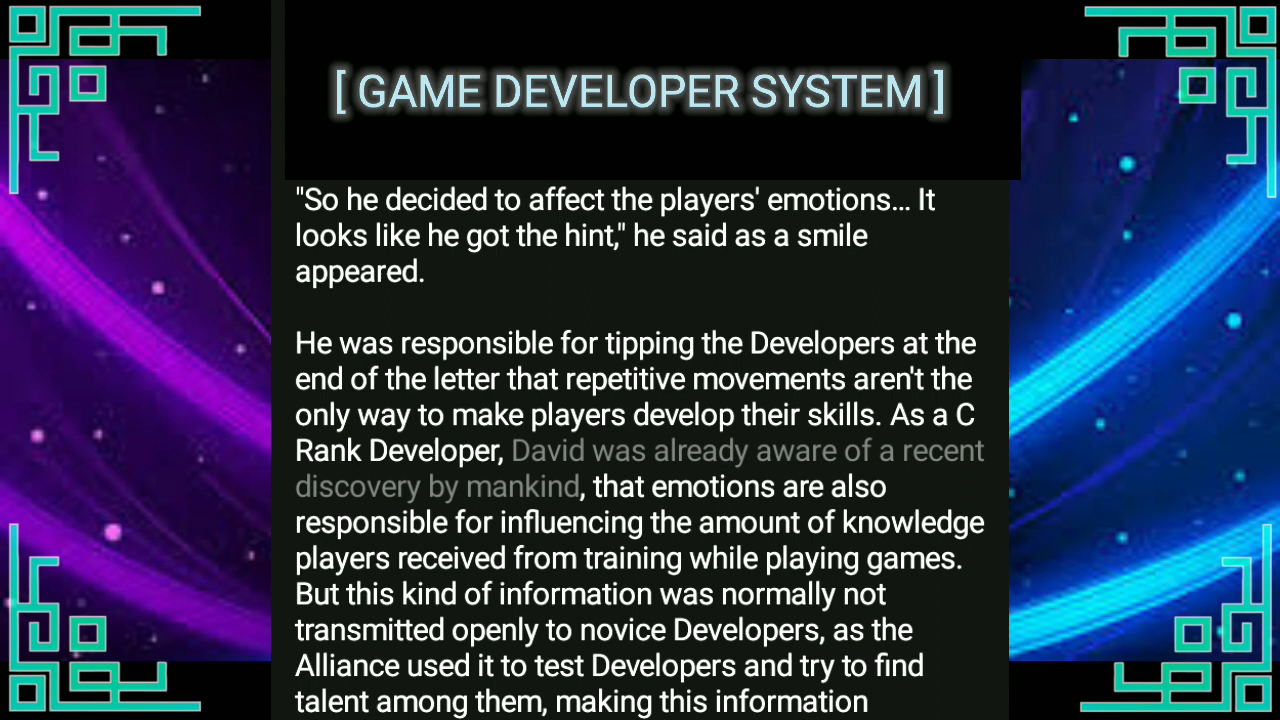 [ GAME DEVELOPER SYSTEM ]
"So he decided to affect the players' emotions... It
looks like he got the hint," he said as a smile
appeared.
He was responsible for tipping the Developers at the
end of the letter that repetitive movements aren't the
only way to make players develop their skills. As a C
Rank Developer, David was already aware of a recent
discovery by mankind, that emotions are also
responsible for influencing the amount of knowledge
players received from training while playing games.
But this kind of information was normally not
transmitted openly to novice Developers, as the
Alliance used it to test Developers and try to find
talent among them, making this information